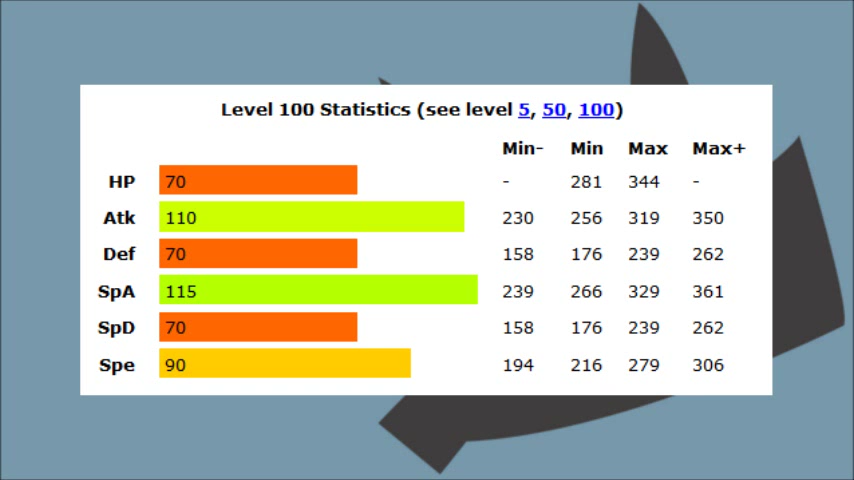 Level 100 Statistics (see level 5, 50, 100)
Min- Min Max Max+
HP 70 - 281 344 -
Atk 110 230 256 319 350
Def 70 158 176 239 262
SpA 115 239 266 329 361
SpD 70 158 176 239 262
Spe 90 194 216 279 306